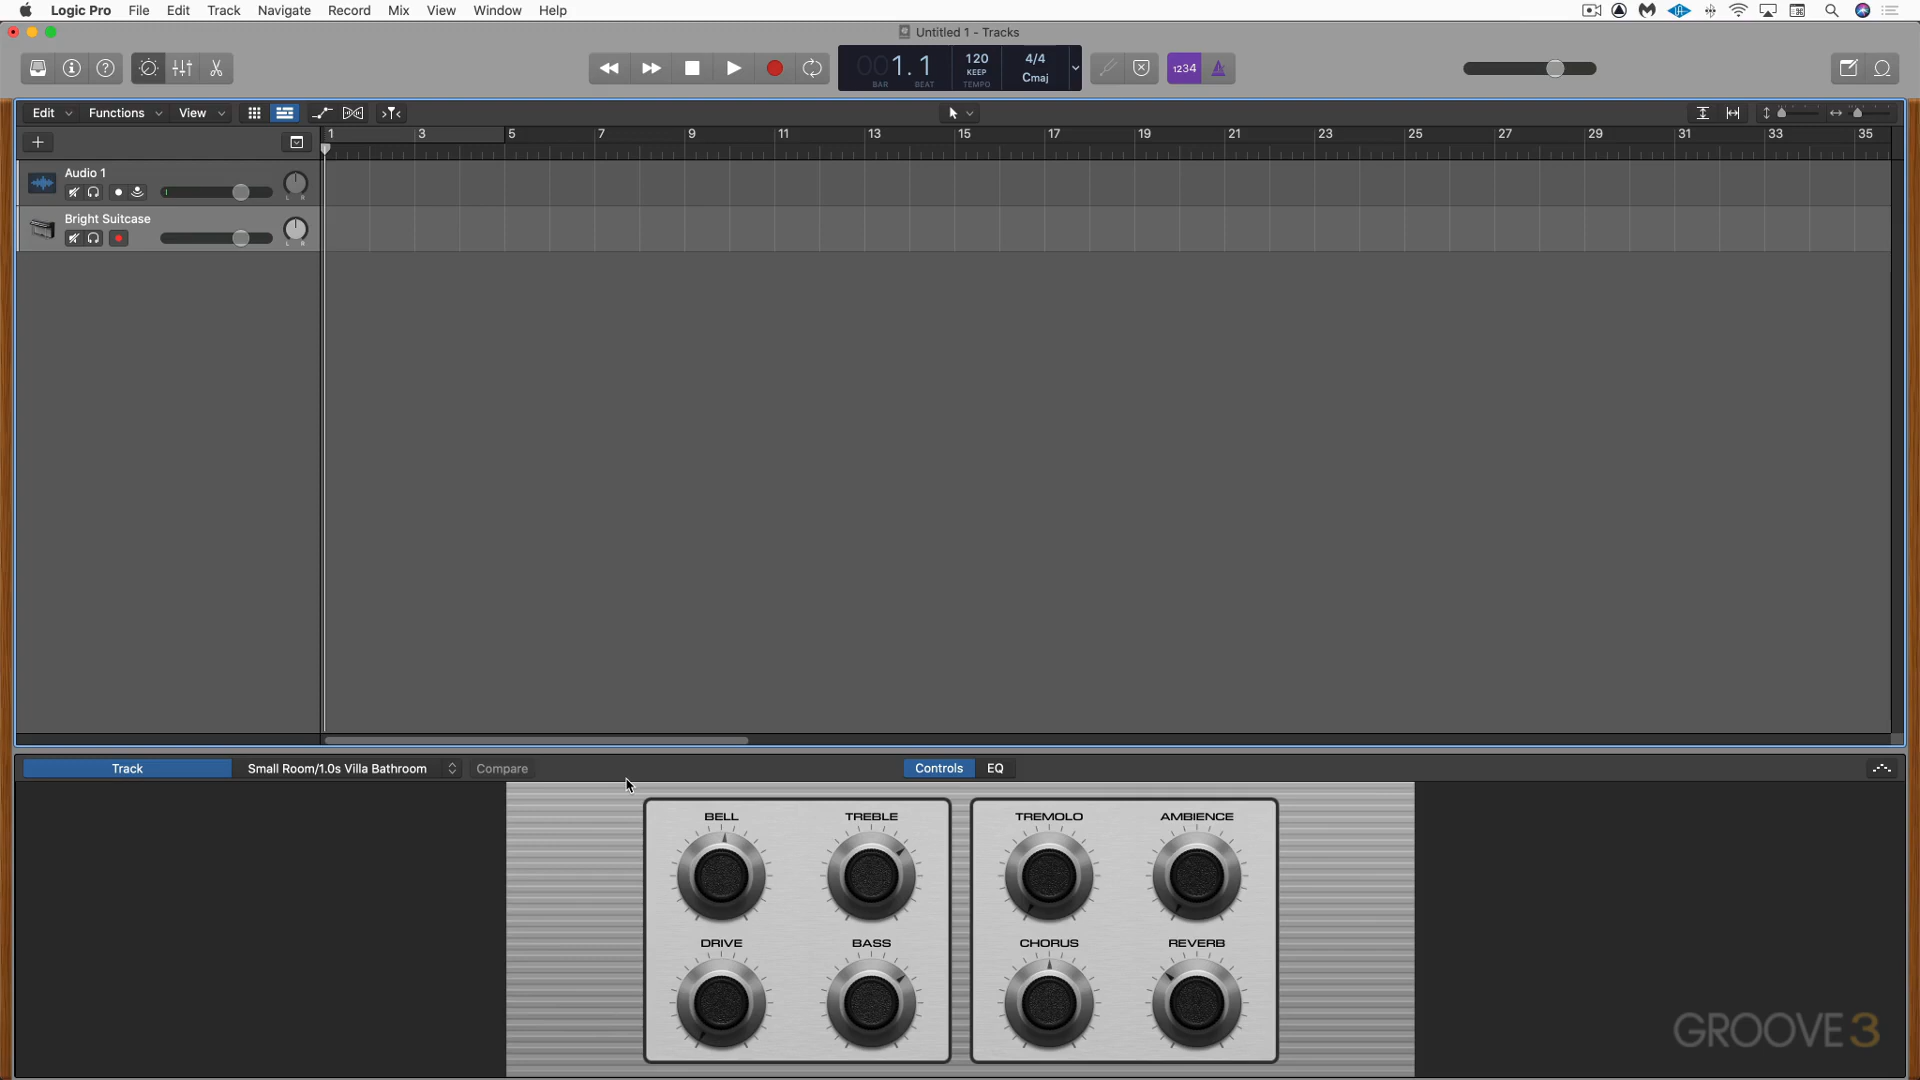 Logic Pro File Edit Track Navigate Record Mix View Window Help
Untitled 1 - Tracks
001.1 120 4/4
KEEP Cmaj
BAR BEAT TEMPO
1234
Edit Functions View
1 3 5 7 9 11 13 15 17 19 21 23 25 27 29 31 33 35
Audio 1
L R
Bright Suitcase
L R
Track Small Room/1.0s Villa Bathroom Compare Controls EQ
BELL TREBLE TREMOLO AMBIENCE
DRIVE BASS CHORUS REVERB
GROOVE3